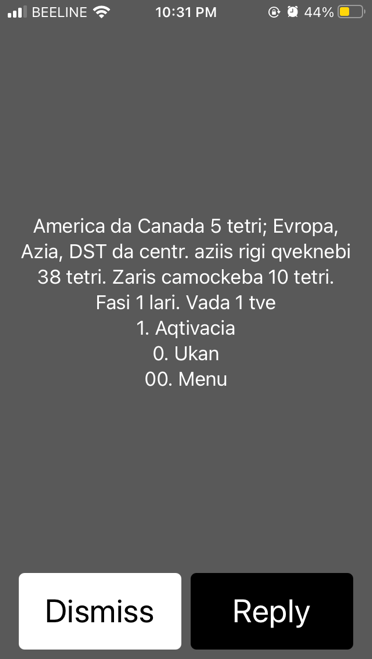 BEELINE 10:31 PM 44%
America da Canada 5 tetri; Evropa,
Azia, DST da centr. aziis rigi qveknebi
38 tetri. Zaris camockeba 10 tetri.
Fasi 1 lari. Vada 1 tve
1. Aqtivacia
0. Ukan
00. Menu
Dismiss Reply